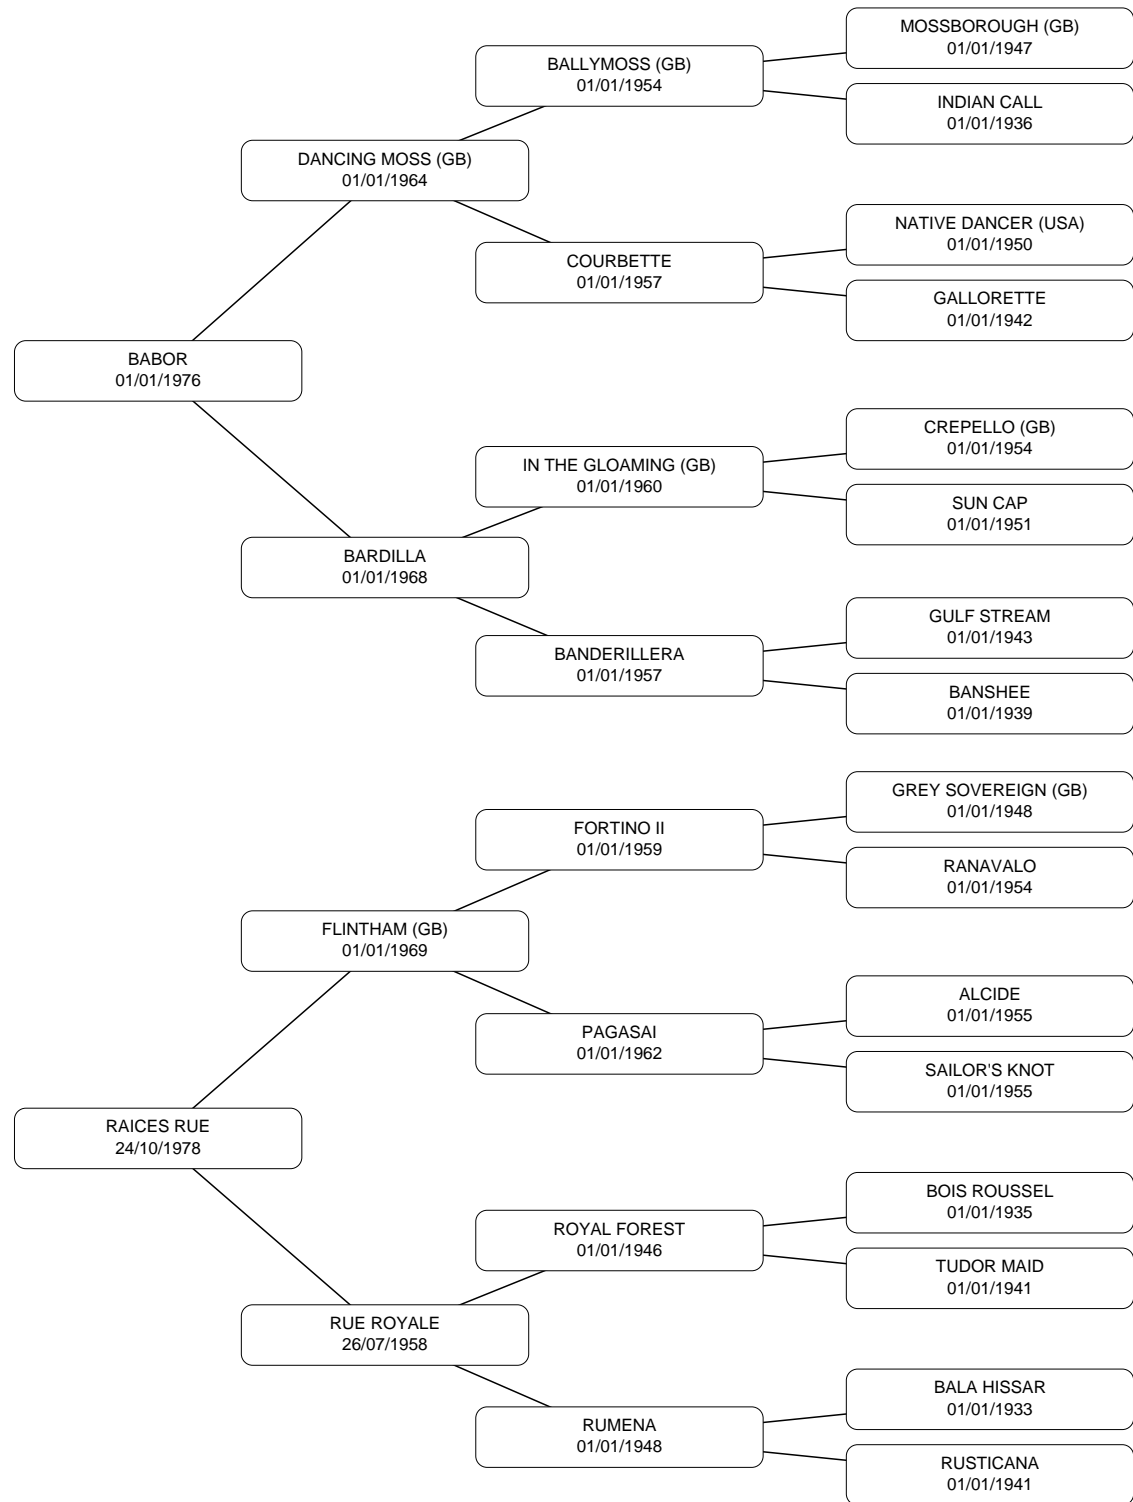 MOSSBOROUGH (GB)
01/01/1947
BALLYMOSS (GB)
01/01/1954
INDIAN CALL
01/01/1936
DANCING MOSS (GB)
01/01/1964
NATIVE DANCER (USA)
01/01/1950
COURBETTE
01/01/1957
GALLORETTE
01/01/1942
BABOR
01/01/1976
CREPELLO (GB)
01/01/1954
IN THE GLOAMING (GB)
01/01/1960
SUN CAP
01/01/1951
BARDILLA
01/01/1968
GULF STREAM
01/01/1943
BANDERILLERA
01/01/1957
BANSHEE
01/01/1939
GREY SOVEREIGN (GB)
01/01/1948
FORTINO II
01/01/1959
RANAVALO
01/01/1954
FLINTHAM (GB)
01/01/1969
ALCIDE
01/01/1955
PAGASAI
01/01/1962
SAILOR'S KNOT
01/01/1955
RAICES RUE
24/10/1978
BOIS ROUSSEL
01/01/1935
ROYAL FOREST
01/01/1946
TUDOR MAID
01/01/1941
RUE ROYALE
26/07/1958
BALA HISSAR
01/01/1933
RUMENA
01/01/1948
RUSTICANA
01/01/1941